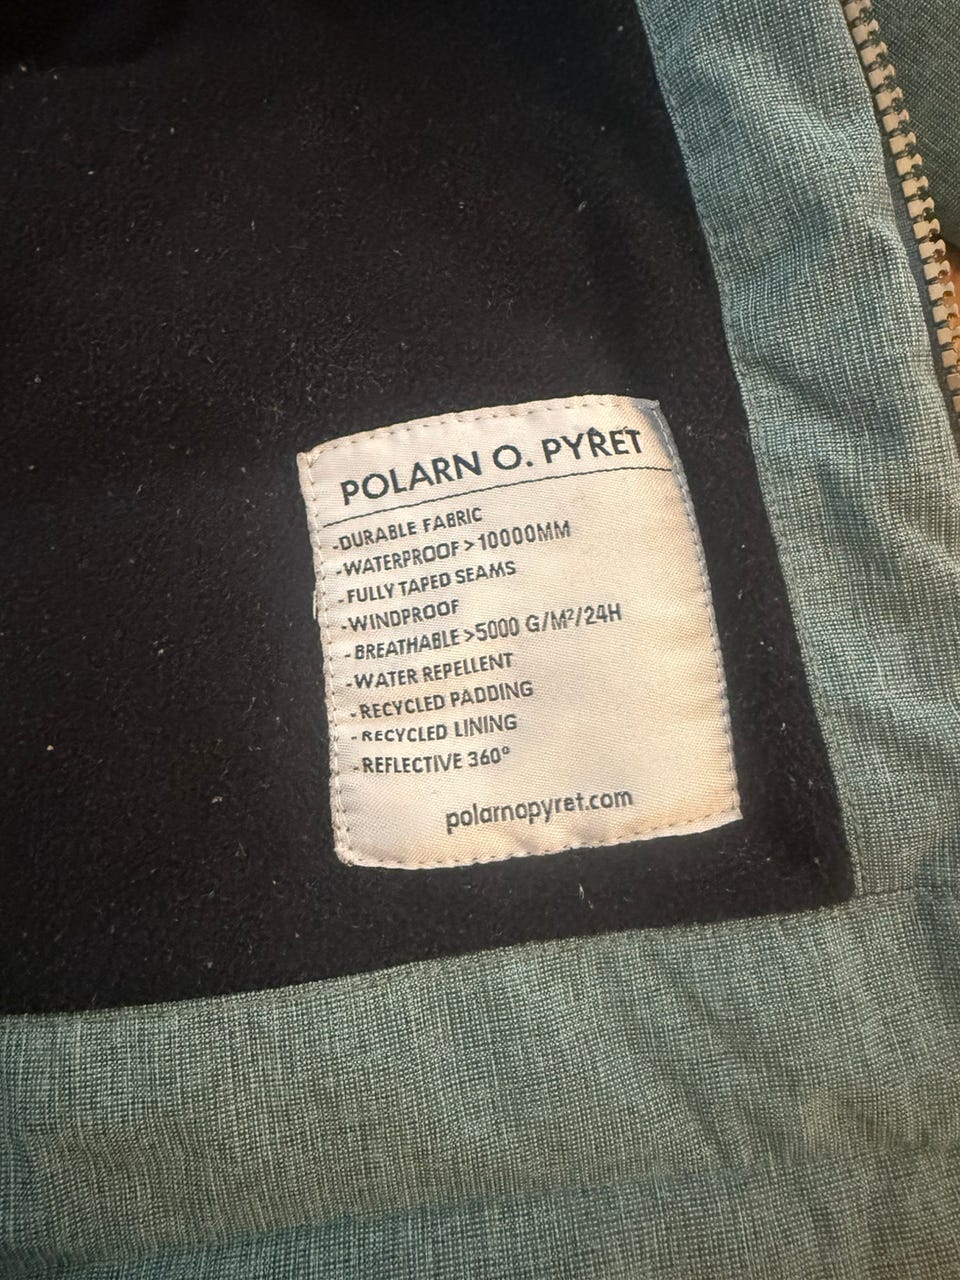 POLARN O. PYRET
-DURABLE FABRIC
-WATERPROOF >10000MM
-FULLY TAPED SEAMS
-WINDPROOF
-BREATHABLE >5000 G/M²/24H
-WATER REPELLENT
-RECYCLED PADDING
-RECYCLED LINING
-REFLECTIVE 360°
polarnopyret.com